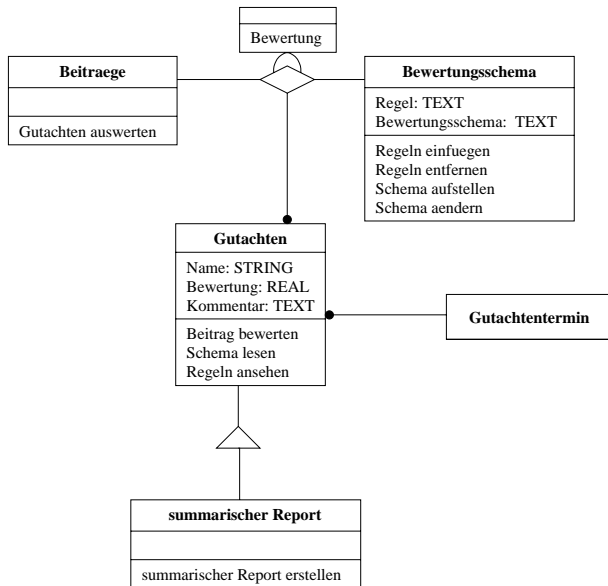 Bewertung
Beitraege
Gutachten auswerten
Bewertungsschema
Regel: TEXT
Bewertungsschema: TEXT
Regeln einfuegen
Regeln entfernen
Schema aufstellen
Schema aendern
Gutachten
Name: STRING
Bewertung: REAL
Kommentar: TEXT
Beitrag bewerten
Schema lesen
Regeln ansehen
Gutachtentermin
summarischer Report
summarischer Report erstellen